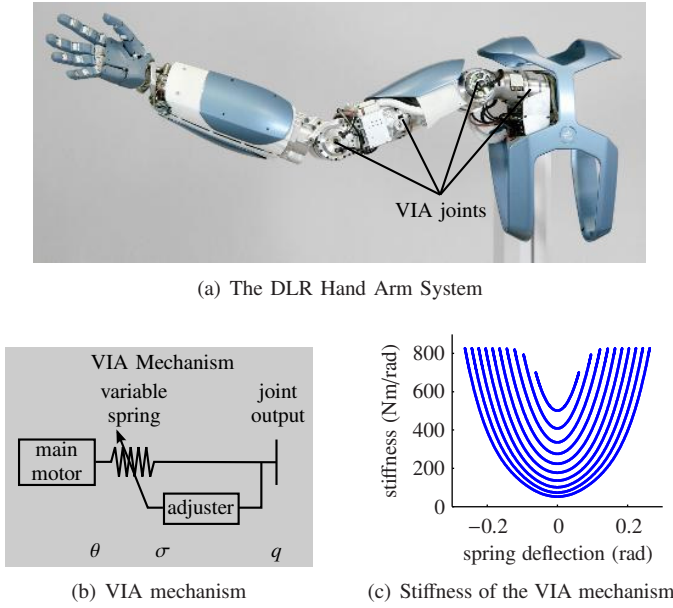 VIA joints
(a) The DLR Hand Arm System
VIA Mechanism
variable
spring
joint
output
main
motor
adjuster
θ
σ
q
(b) VIA mechanism
stiffness (Nm/rad)
800
600
400
200
0
−0.2
0
0.2
spring deflection (rad)
(c) Stiffness of the VIA mechanism